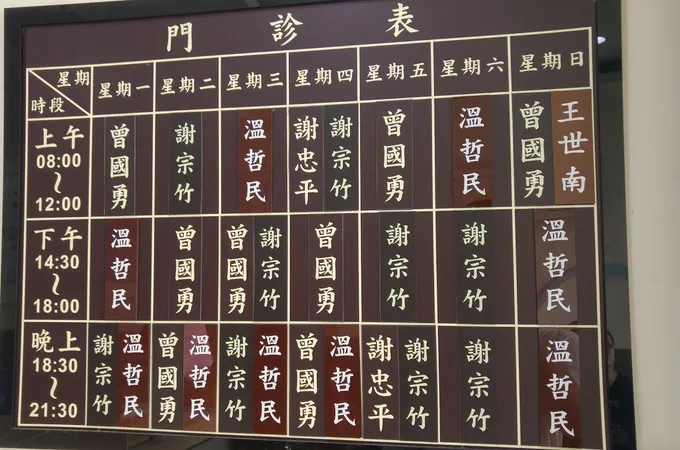 門診表
星期 時段 星期一 星期二 星期三 星期四 星期五 星期六 星期日
上午 08:00 ~ 12:00 曾國勇 謝宗竹 溫哲民 謝忠平 謝宗竹 曾國勇 溫哲民 曾國勇 王世南
下午 14:30 ~ 18:00 溫哲民 曾國勇 曾國勇 謝宗竹 曾國勇 謝宗竹 謝宗竹 溫哲民
晚上 18:30 ~ 21:30 謝宗竹 溫哲民 曾國勇 溫哲民 謝宗竹 溫哲民 曾國勇 溫哲民 謝忠平 謝宗竹 謝宗竹 溫哲民